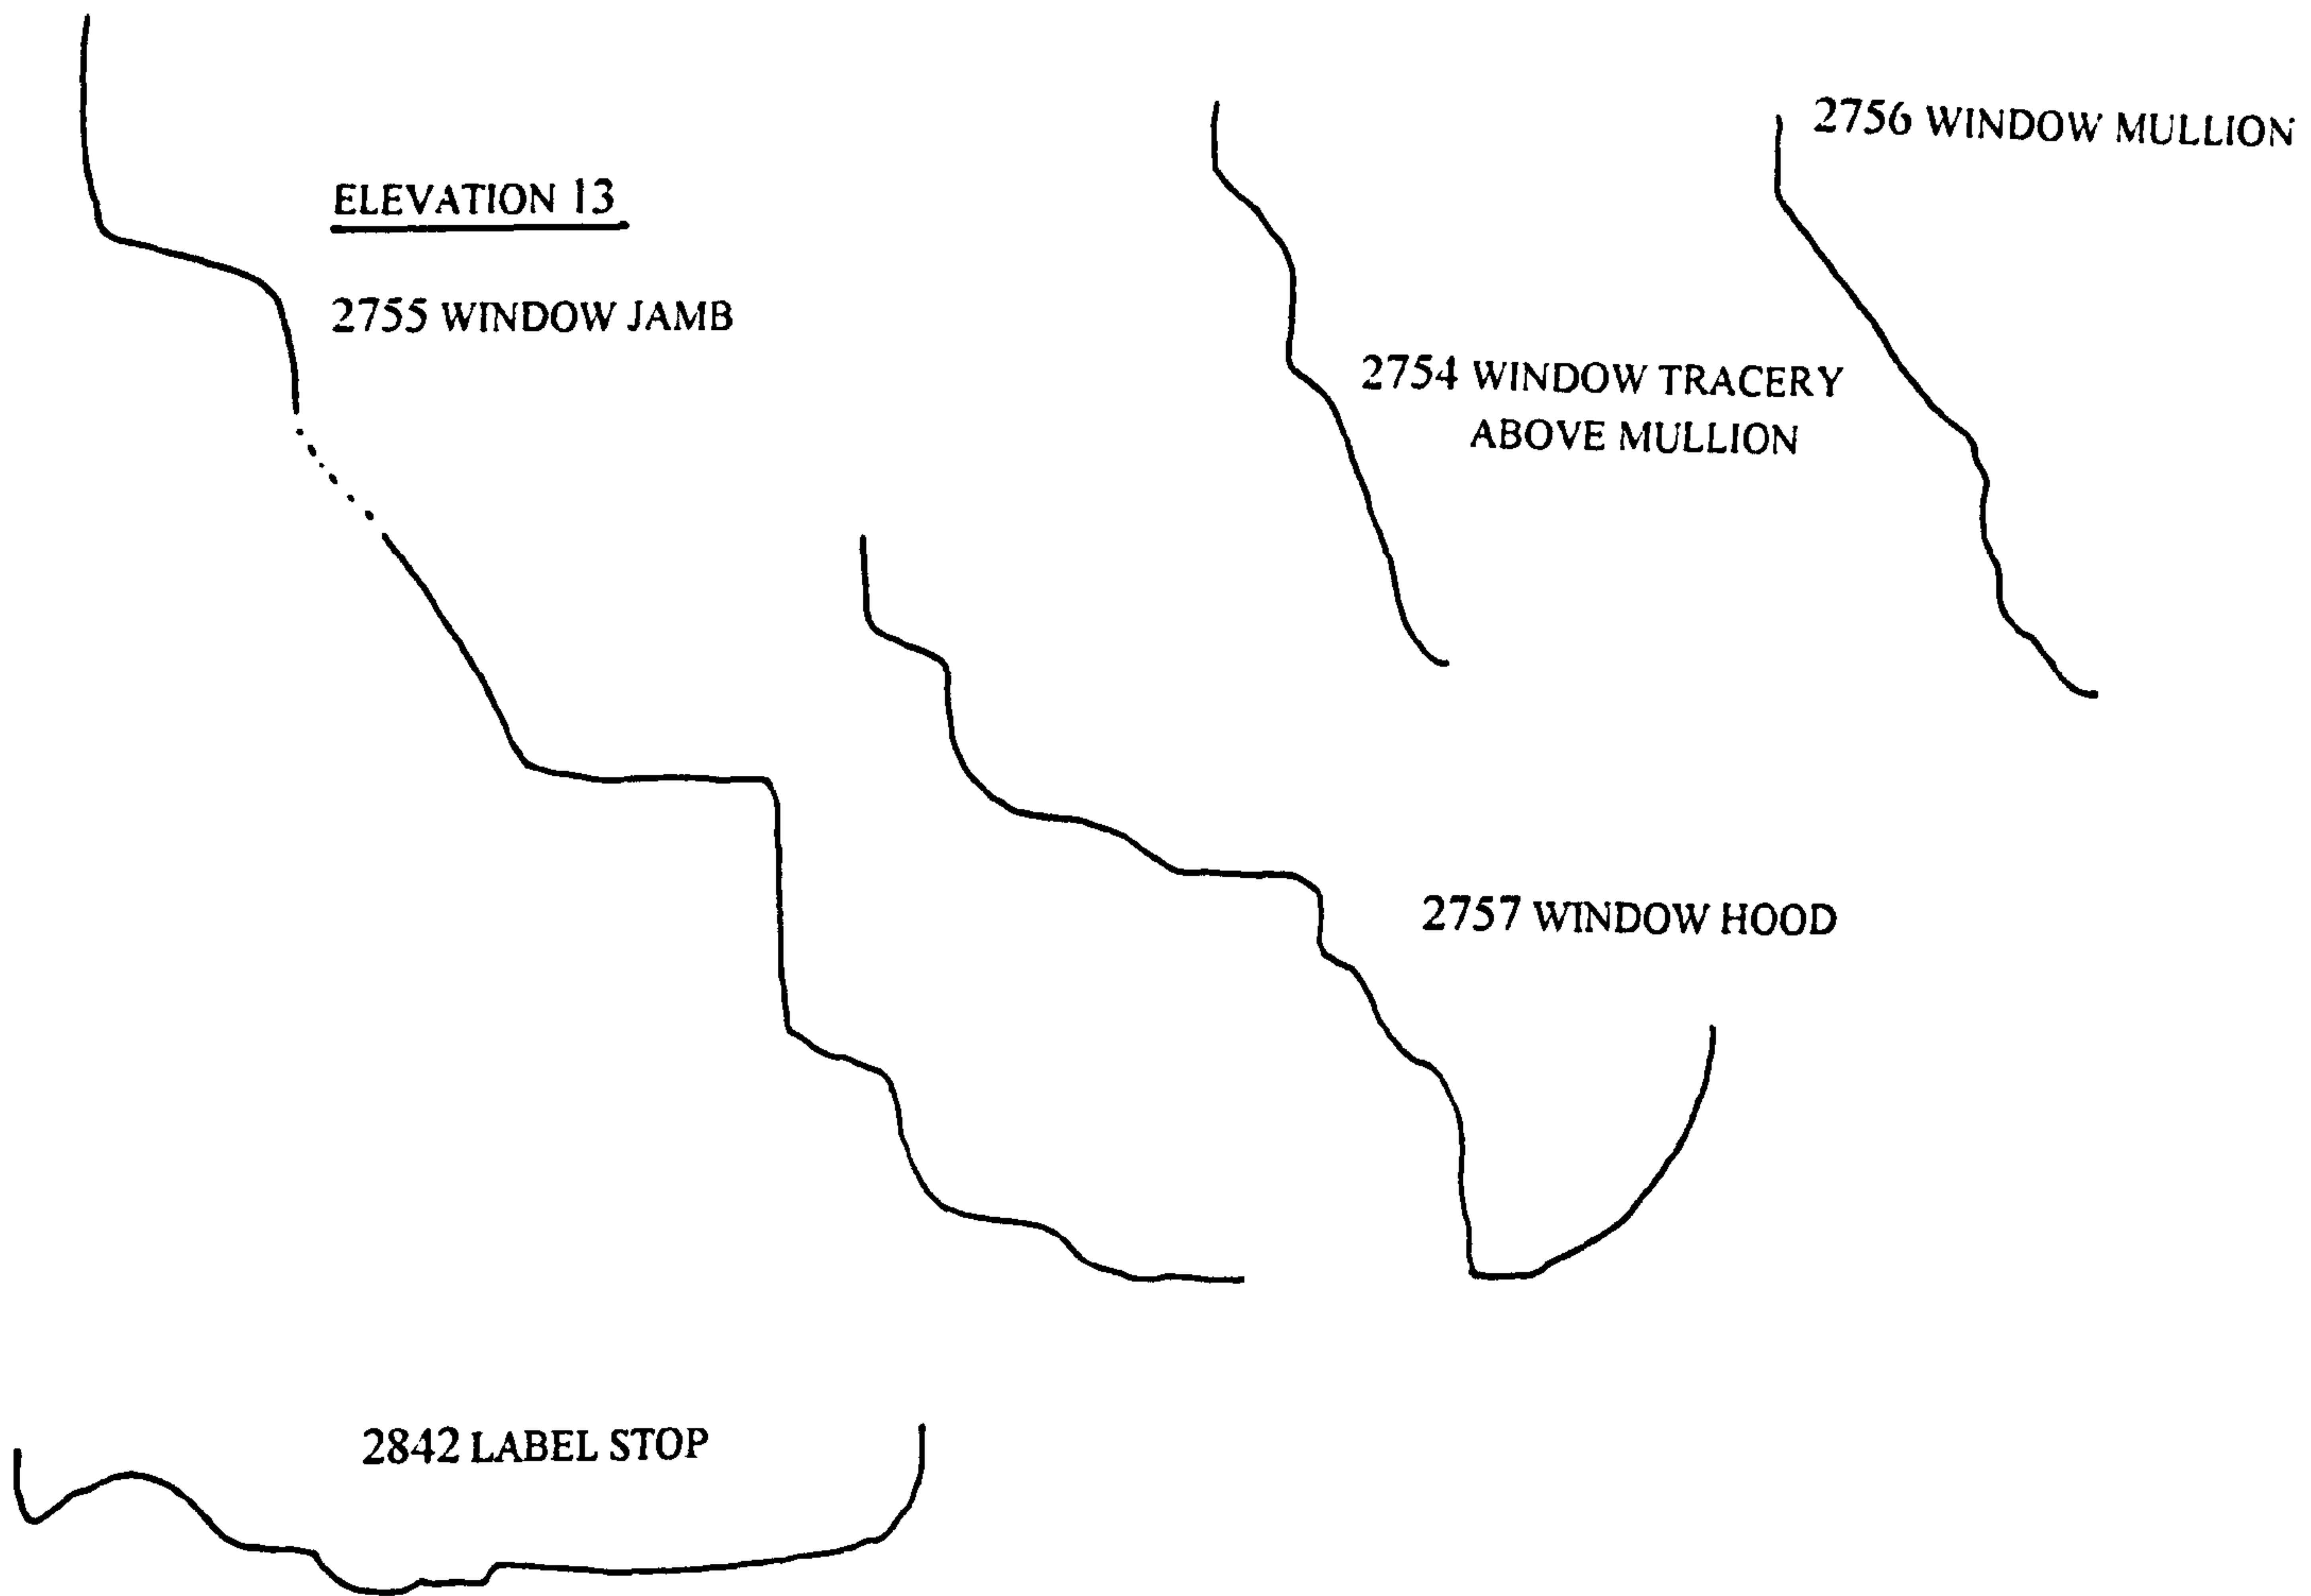 2756 WINDOW MULLION
ELEVATION 13
2755 WINDOW JAMB
2754 WINDOW TRACERY
ABOVE MULLION
2757 WINDOW HOOD
2842 LABEL STOP